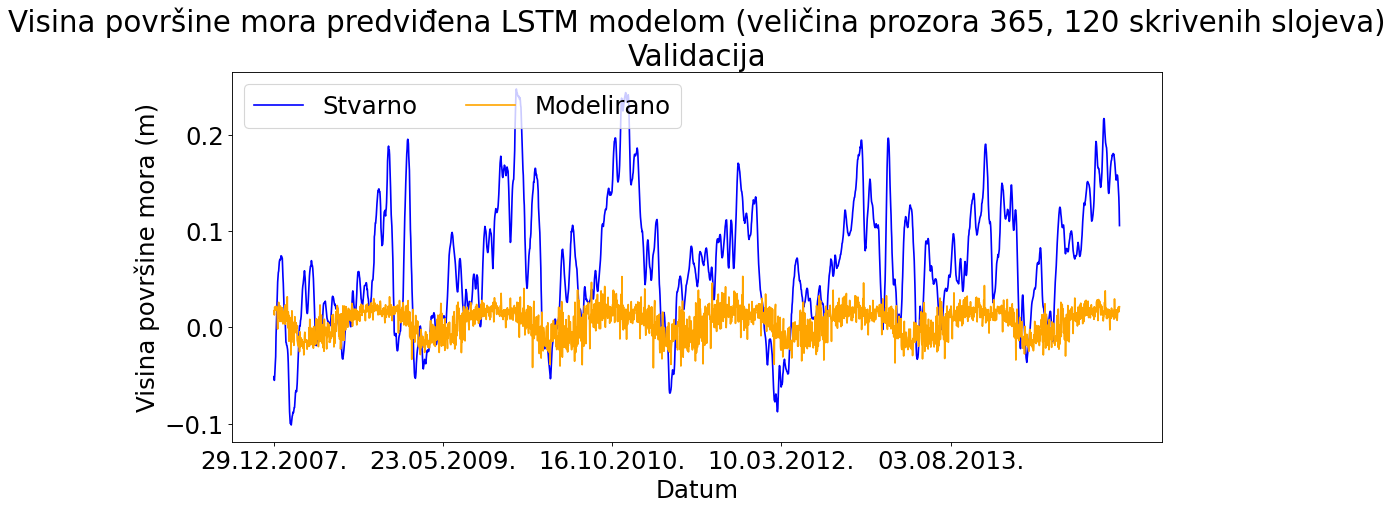 Visina površine mora predviđena LSTM modelom (veličina prozora 365, 120 skrivenih slojeva)
Validacija
Stvarno
Modelirano
Visina površine mora (m)
0.2
0.1
0.0
−0.1
29.12.2007.
23.05.2009.
16.10.2010.
10.03.2012.
03.08.2013.
Datum